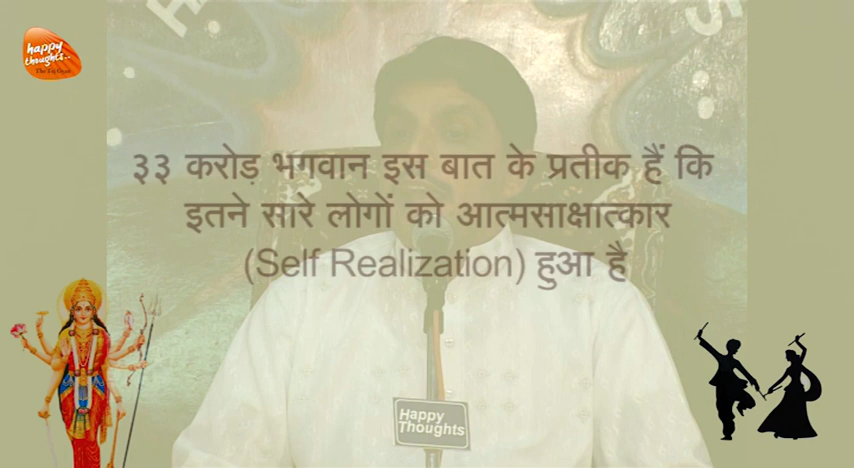 happy
thoughts..
३३ करोड़ भगवान इस बात के प्रतीक हैं कि
इतने सारे लोगों को आत्मसाक्षात्कार
(Self Realization) हुआ है
Happy
Thoughts